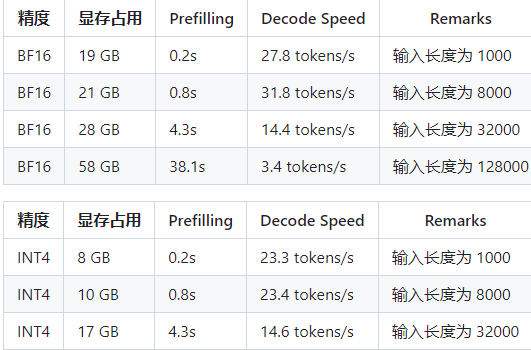 精度 显存占用 Prefilling Decode Speed Remarks
BF16 19 GB 0.2s 27.8 tokens/s 输入长度为 1000
BF16 21 GB 0.8s 31.8 tokens/s 输入长度为 8000
BF16 28 GB 4.3s 14.4 tokens/s 输入长度为 32000
BF16 58 GB 38.1s 3.4 tokens/s 输入长度为 128000
精度 显存占用 Prefilling Decode Speed Remarks
INT4 8 GB 0.2s 23.3 tokens/s 输入长度为 1000
INT4 10 GB 0.8s 23.4 tokens/s 输入长度为 8000
INT4 17 GB 4.3s 14.6 tokens/s 输入长度为 32000